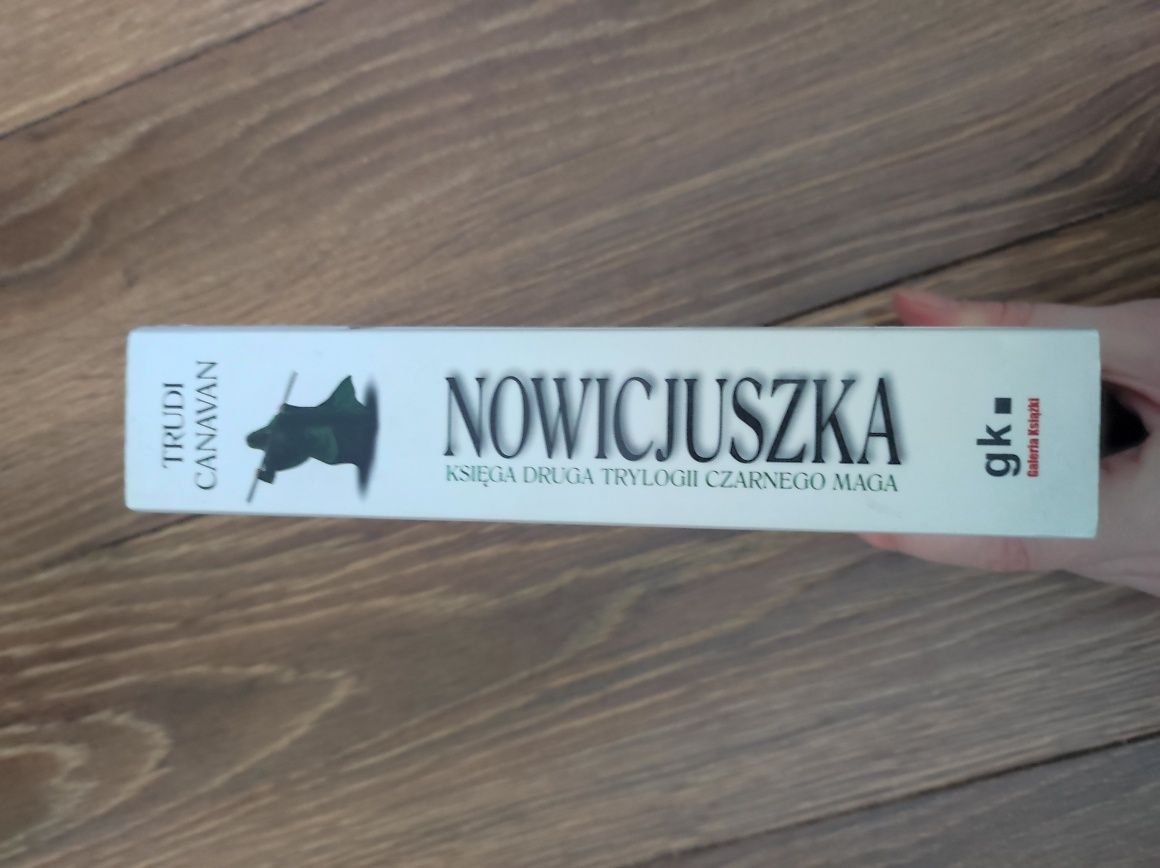 TRUDI
CANAVAN
NOWICJUSZKA
KSIĘGA DRUGA TRYLOGII CZARNEGO MAGA
gk
Galeria Książki